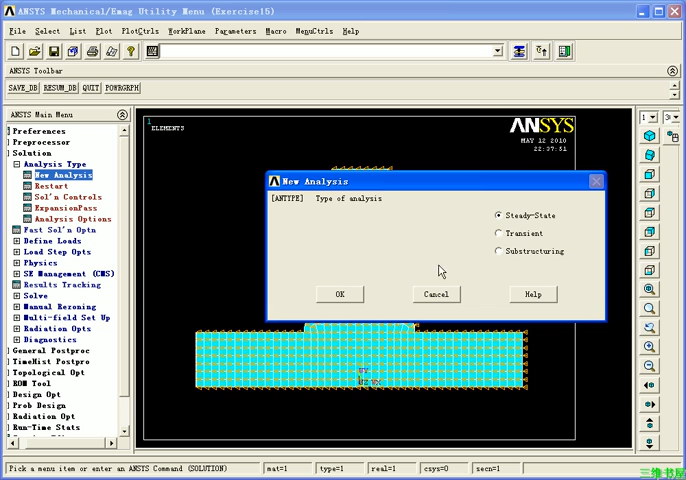 ANSYS Mechanical/Emag Utility Menu (Exercise15)
File Select List Plot PlotCtrls WorkPlane Parameters Macro MenuCtrls Help
ANSYS Toolbar
SAVE_DB RESUM_DB QUIT POWRGRPH
ANSYS Main Menu
Preferences
Preprocessor
Solution
Analysis Type
New Analysis
Restart
Sol'n Controls
ExpansionPass
Analysis Options
Fast Sol'n Optn
Define Loads
Load Step Opts
Physics
SE Management (CMS)
Results Tracking
Solve
Manual Rezoning
Multi-field Set Up
Radiation Opts
Diagnostics
General Postproc
TimeHist Postpro
Topological Opt
ROM Tool
Design Opt
Prob Design
Radiation Opt
Run-Time Stats
1
ELEMENTS
ANSYS
MAY 12 2010
22:37:31
1
New Analysis
[ANTYPE] Type of analysis
Steady-State
Transient
Substructuring
OK Cancel Help
Pick a menu item or enter an ANSYS Command (SOLUTION) mat=1 type=1 real=1 csys=0 secn=1
三维书屋